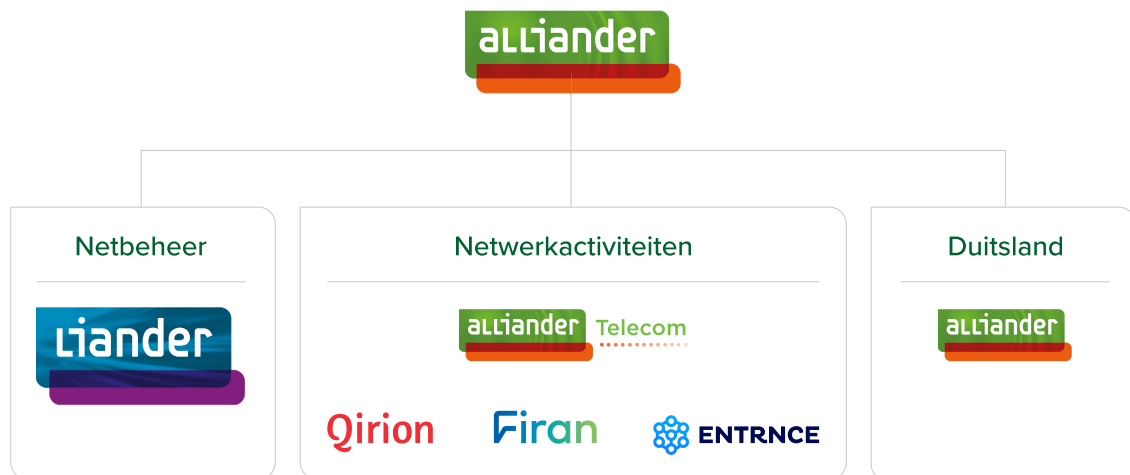 alliander
Netbeheer
Netwerkactiviteiten
Duitsland
Liander
alliander Telecom
alliander
Qirion
Firan
ENTRNCE